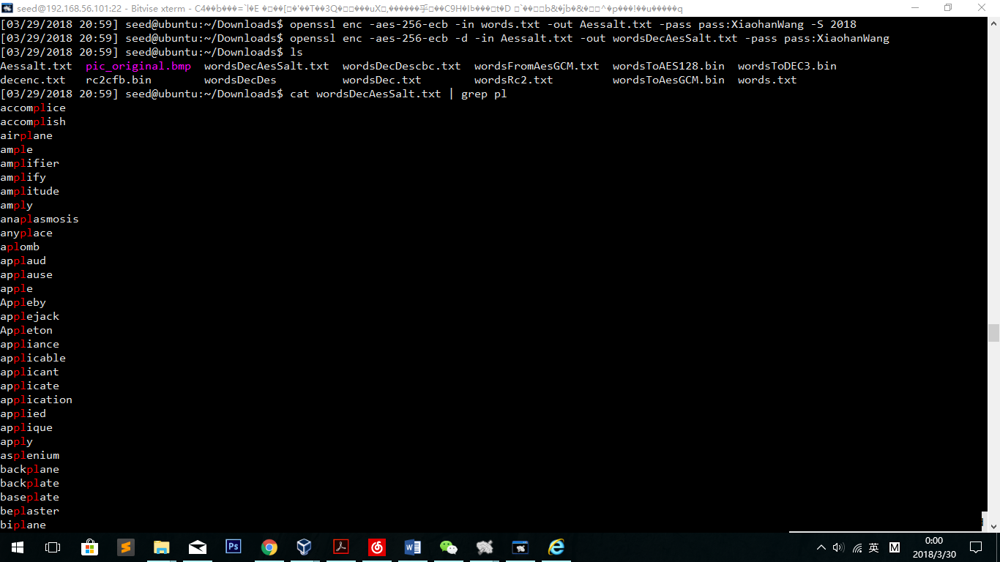 seed@192.168.56.101:22 - Bitvise xterm -
[03/29/2018 20:59] seed@ubuntu:~/Downloads$ openssl enc -aes-256-ecb -in words.txt -out Aessalt.txt -pass pass:XiaohanWang -S 2018
[03/29/2018 20:59] seed@ubuntu:~/Downloads$ openssl enc -aes-256-ecb -d -in Aessalt.txt -out wordsDecAesSalt.txt -pass pass:XiaohanWang
[03/29/2018 20:59] seed@ubuntu:~/Downloads$ ls
Aessalt.txt pic_original.bmp wordsDecAesSalt.txt wordsDecDescbc.txt wordsFromAesGCM.txt wordsToAES128.bin wordsToDEC3.bin
decenc.txt rc2cfb.bin wordsDecDes wordsDec.txt wordsRc2.txt wordsToAesGCM.bin words.txt
[03/29/2018 20:59] seed@ubuntu:~/Downloads$ cat wordsDecAesSalt.txt | grep pl
accomplice
accomplish
airplane
ample
amplifier
amplify
amplitude
amply
anaplasmosis
anyplace
aplomb
applaud
applause
apple
Appleby
applejack
Appleton
appliance
applicable
applicant
applicate
application
applied
applique
apply
asplenium
backplane
backplate
baseplate
beplaster
biplane
Ps
W
英
M
0:00
2018/3/30